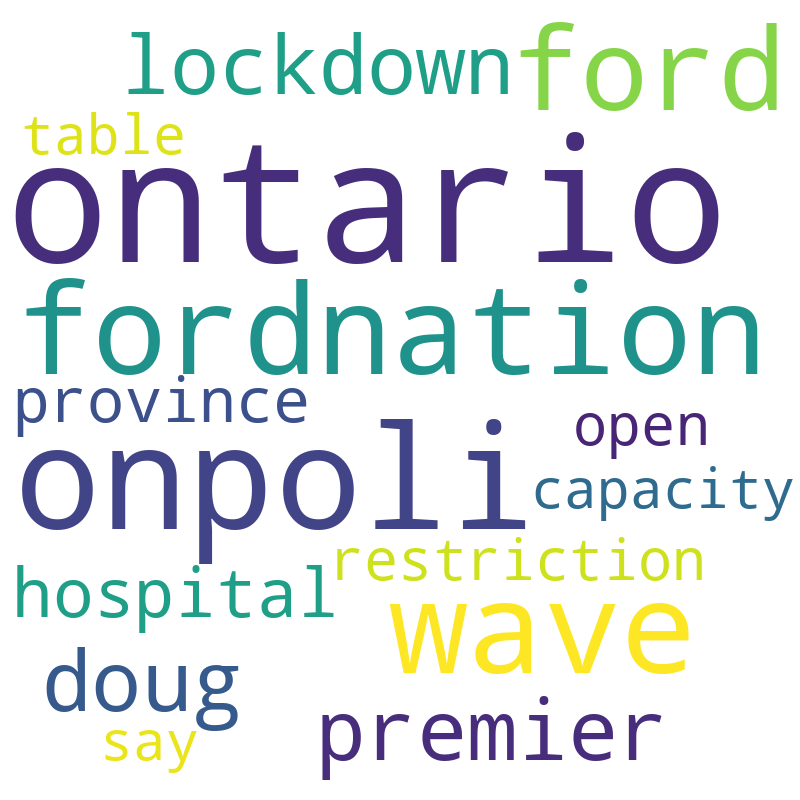 lockdown ford
table
ontario
fordnation
province
open
onpoli
capacity
restriction
hospital
wave
doug
premier
say